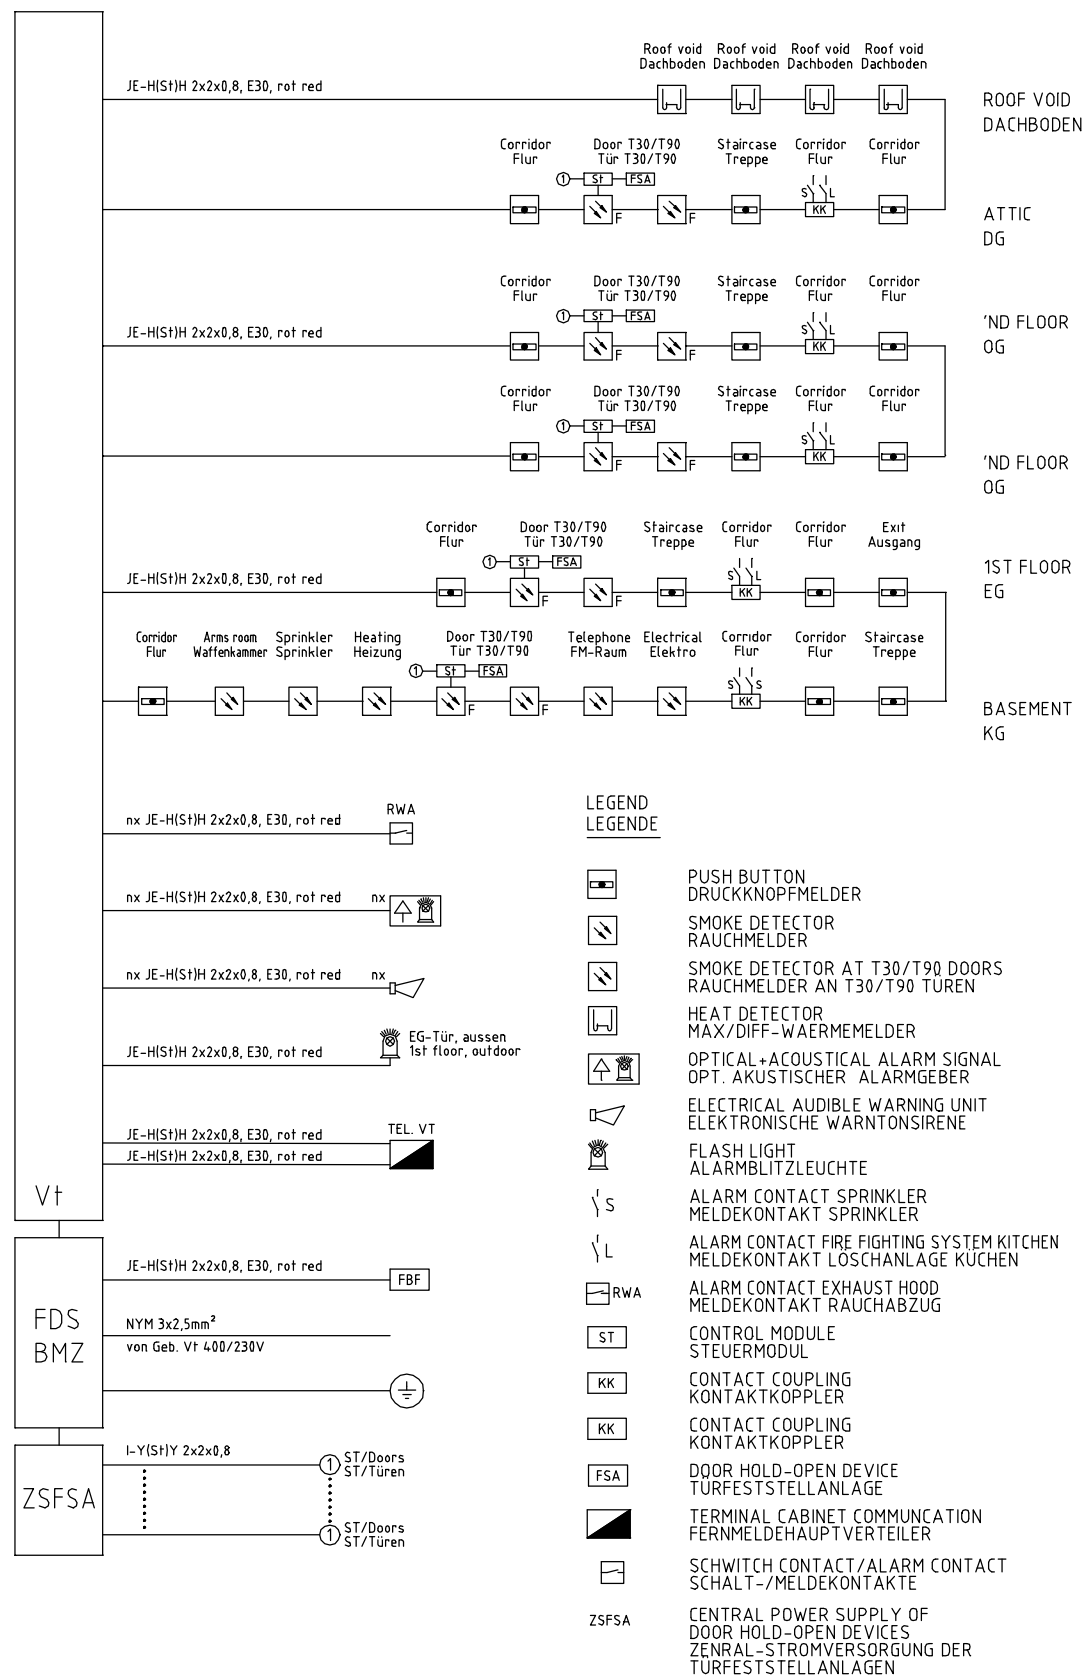 Roof void Roof void Roof void Roof void
Dachboden Dachboden Dachboden Dachboden
JE-H(St)H 2x2x0,8, E30, rot red
ROOF VOID
DACHBODEN
Corridor Door T30/T90 Staircase Corridor Corridor
Flur Tür T30/T90 Treppe Flur Flur
1 St FSA
S L
F F KK
ATTIC
DG
Corridor Door T30/T90 Staircase Corridor Corridor
Flur Tür T30/T90 Treppe Flur Flur
1 St FSA
S L
JE-H(St)H 2x2x0,8, E30, rot red
F F KK
'ND FLOOR
OG
Corridor Door T30/T90 Staircase Corridor Corridor
Flur Tür T30/T90 Treppe Flur Flur
1 St FSA
S L
F F KK
'ND FLOOR
OG
Corridor Door T30/T90 Staircase Corridor Corridor Exit
Flur Tür T30/T90 Treppe Flur Flur Ausgang
1 St FSA
S L
JE-H(St)H 2x2x0,8, E30, rot red
F F KK
1ST FLOOR
EG
Corridor Arms room Sprinkler Heating Door T30/T90 Telephone Electrical Corridor Corridor Staircase
Flur Waffenkammer Sprinkler Heizung Tür T30/T90 FM-Raum Elektro Flur Flur Treppe
1 St FSA
S S
F F KK
BASEMENT
KG
RWA
nx JE-H(St)H 2x2x0,8, E30, rot red
nx JE-H(St)H 2x2x0,8, E30, rot red nx
nx JE-H(St)H 2x2x0,8, E30, rot red nx
EG-Tür, aussen
1st floor, outdoor
JE-H(St)H 2x2x0,8, E30, rot red
TEL. VT
JE-H(St)H 2x2x0,8, E30, rot red
JE-H(St)H 2x2x0,8, E30, rot red
Vt
JE-H(St)H 2x2x0,8, E30, rot red
FBF
FDS
BMZ
NYM 3x2,5mm²
von Geb. Vt 400/230V
I-Y(St)Y 2x2x0,8
1 ST/Doors
ST/Türen
ZSFSA
1 ST/Doors
ST/Türen
LEGEND
LEGENDE
PUSH BUTTON
DRUCKKNOPFMELDER
SMOKE DETECTOR
RAUCHMELDER
SMOKE DETECTOR AT T30/T90 DOORS
RAUCHMELDER AN T30/T90 TÜREN
HEAT DETECTOR
MAX/DIFF-WAERMEMELDER
OPTICAL+ACOUSTICAL ALARM SIGNAL
OPT. AKUSTISCHER ALARMGEBER
ELECTRICAL AUDIBLE WARNING UNIT
ELEKTRONISCHE WARNTONSIRENE
FLASH LIGHT
ALARMBLITZLEUCHTE
S ALARM CONTACT SPRINKLER
MELDEKONTAKT SPRINKLER
L ALARM CONTACT FIRE FIGHTING SYSTEM KITCHEN
MELDEKONTAKT LÖSCHANLAGE KÜCHEN
RWA ALARM CONTACT EXHAUST HOOD
MELDEKONTAKT RAUCHABZUG
ST CONTROL MODULE
STEUERMODUL
KK CONTACT COUPLING
KONTAKTKOPPLER
KK CONTACT COUPLING
KONTAKTKOPPLER
FSA DOOR HOLD-OPEN DEVICE
TÜRFESTSTELLANLAGE
TERMINAL CABINET COMMUNCATION
FERNMELDEHAUPTVERTEILER
SCHWITCH CONTACT/ALARM CONTACT
SCHALT-/MELDEKONTAKTE
ZSFSA CENTRAL POWER SUPPLY OF
DOOR HOLD-OPEN DEVICES
ZENRAL-STROMVERSORGUNG DER
TÜRFESTSTELLANLAGEN